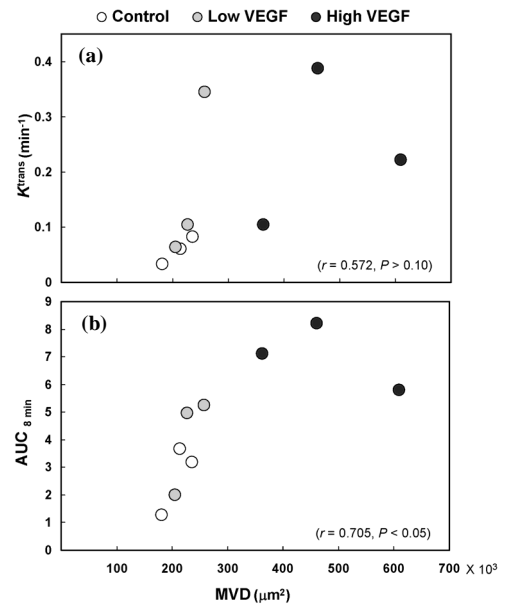 Control Low VEGF High VEGF
(a)
0.4
0.3
0.2
0.1
0
Ktrans (min-1)
(r = 0.572, P > 0.10)
(b)
9
8
7
6
5
4
3
2
1
0
AUC 8 min
(r = 0.705, P < 0.05)
100 200 300 400 500 600 700 X 10³
MVD (μm²)